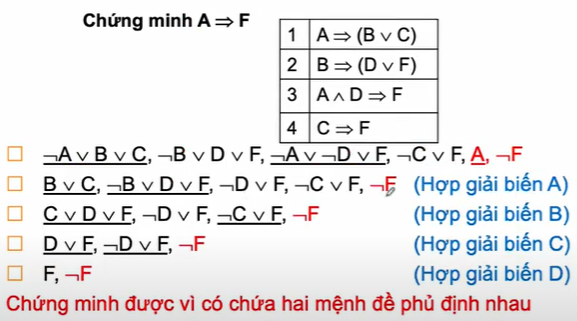 Chứng minh A ⇒ F
1 A ⇒ (B ∨ C)
2 B ⇒ (D ∨ F)
3 A ∧ D ⇒ F
4 C ⇒ F
¬A ∨ B ∨ C, ¬B ∨ D ∨ F, ¬A ∨ ¬D ∨ F, ¬C ∨ F, A, ¬F
B ∨ C, ¬B ∨ D ∨ F, ¬D ∨ F, ¬C ∨ F, ¬F (Hợp giải biến A)
C ∨ D ∨ F, ¬D ∨ F, ¬C ∨ F, ¬F (Hợp giải biến B)
D ∨ F, ¬D ∨ F, ¬F (Hợp giải biến C)
F, ¬F (Hợp giải biến D)
Chứng minh được vì có chứa hai mệnh đề phủ định nhau